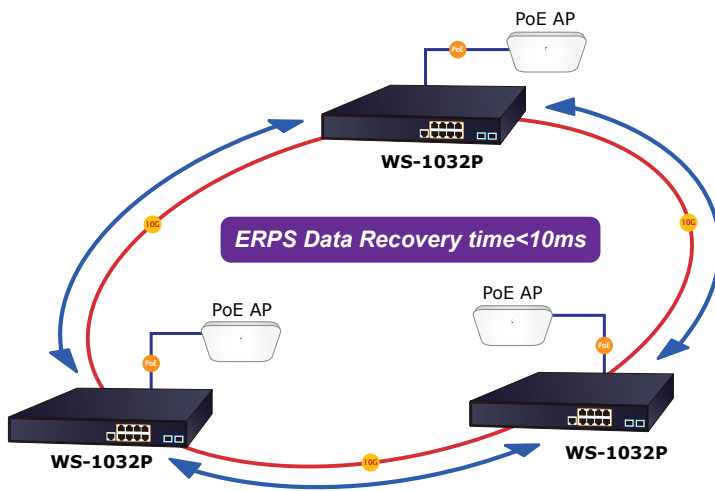 PoE AP
PoE
WS-1032P
10G
10G
ERPS Data Recovery time<10ms
PoE AP
PoE AP
PoE
PoE
WS-1032P
WS-1032P
10G